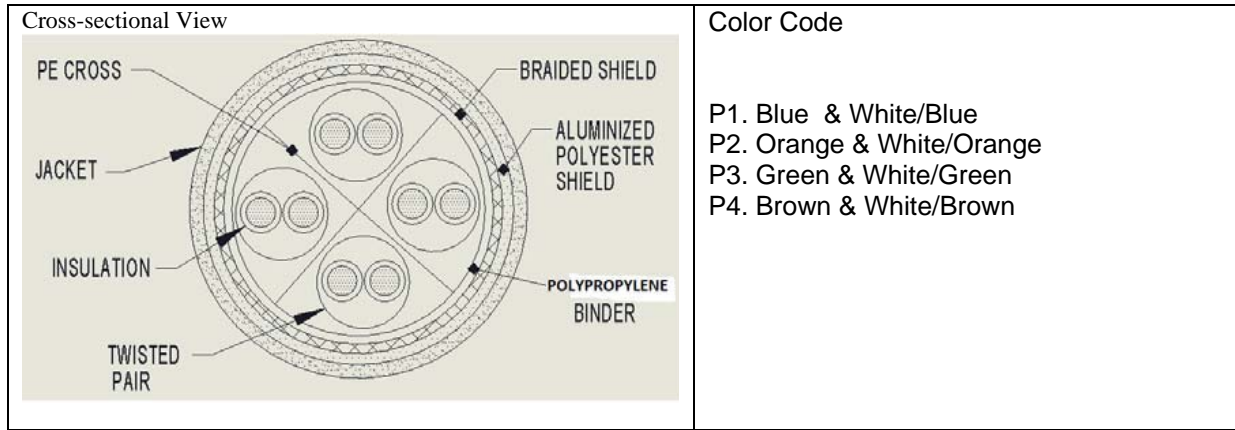 Cross-sectional View
PE CROSS
JACKET
INSULATION
TWISTED
PAIR
BRAIDED SHIELD
ALUMINIZED
POLYESTER
SHIELD
POLYPROPYLENE
BINDER
Color Code
P1. Blue & White/Blue
P2. Orange & White/Orange
P3. Green & White/Green
P4. Brown & White/Brown